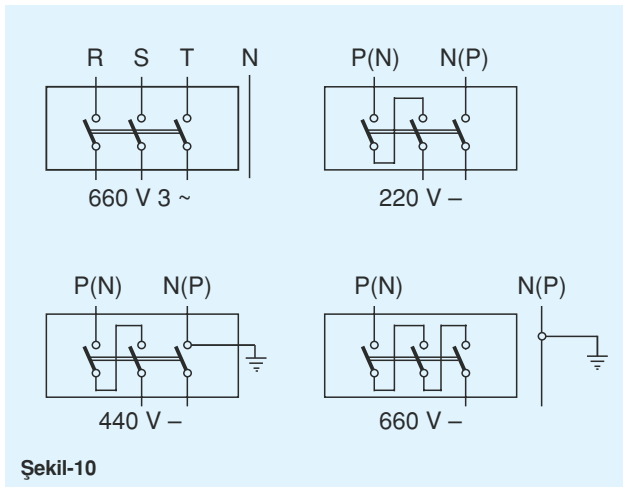 R S T N
P(N) N(P)
660 V 3 ~
220 V –
P(N) N(P)
P(N) N(P)
440 V –
660 V –
Şekil-10